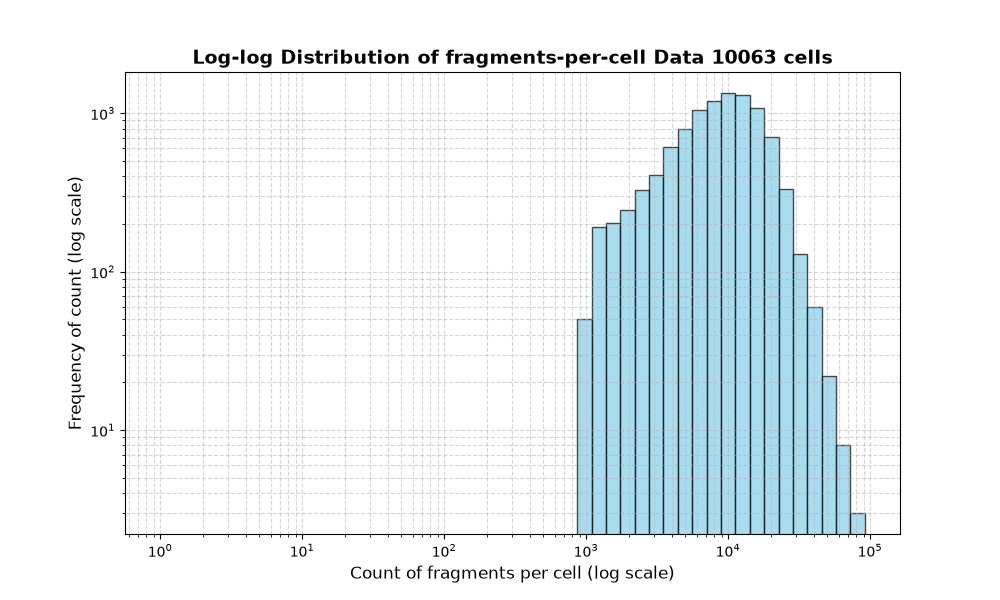 Log-log Distribution of fragments-per-cell Data 10063 cells
Frequency of count (log scale)
10³
10²
10¹
10⁰ 10¹ 10² 10³ 10⁴ 10⁵
Count of fragments per cell (log scale)